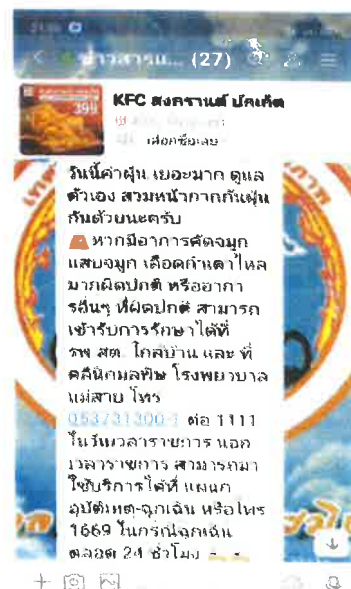 ข่าวสารแ... (27)
KFC สงกรานต์ ปักเกิต
399
เลือกซื้อเลย
วันนี้ค่าฝุ่น เยอะมาก ดูแล
ตัวเอง สวมหน้ากากกันฝุ่น
กันด้วยนะครับ
หากมีอาการคัดจมูก
แสบจมูก เลือดกำเดาไหล
มากผิดปกติ หรืออากา
รอื่นๆ ที่ผิดปกติ สามารถ
เข้ารับการรักษาได้ที่
รพ.สต. ใกล้บ้าน และ ที่
คลินิกมลพิษ โรงพยาบาล
แม่สาย โทร
053731300-1 ต่อ 1111
ในวันเวลาราชการ นอก
เวลาราชการ สามารถมา
ใช้บริการได้ที่ แผนก
อุบัติเหตุ-ฉุกเฉิน หรือโทร
1669 ในกรณีฉุกเฉิน
ตลอด 24 ชั่วโมง